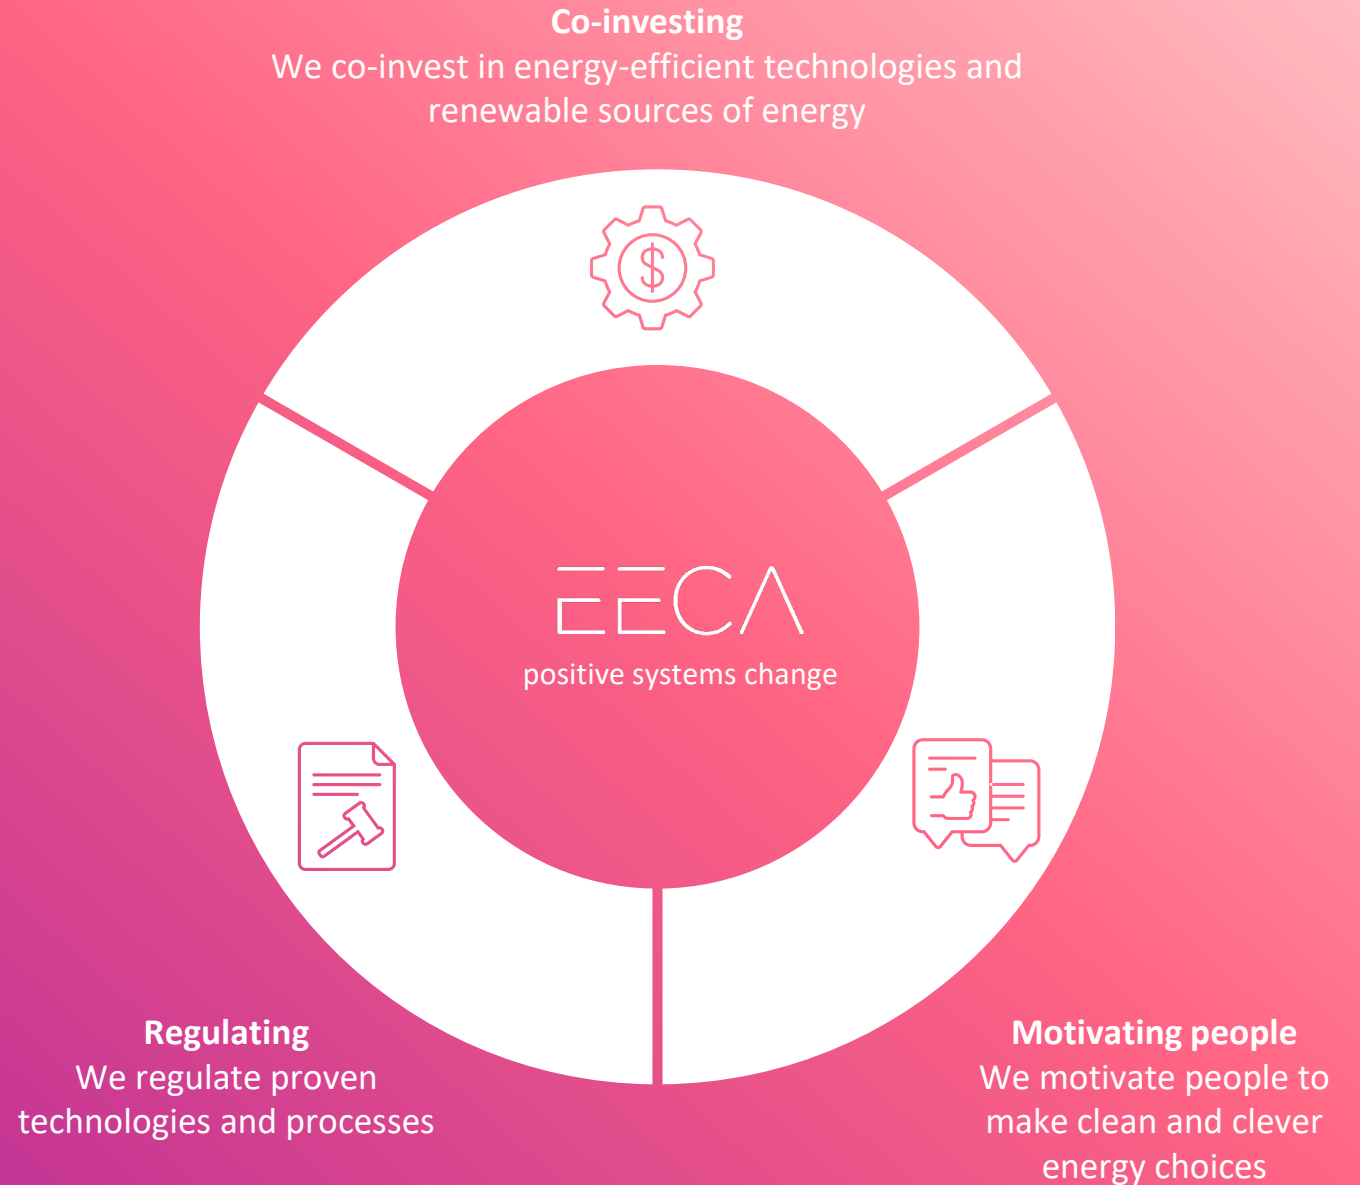 Co-investing
We co-invest in energy-efficient technologies and
renewable sources of energy
$
EECA
positive systems change
Regulating
We regulate proven
technologies and processes
Motivating people
We motivate people to
make clean and clever
energy choices